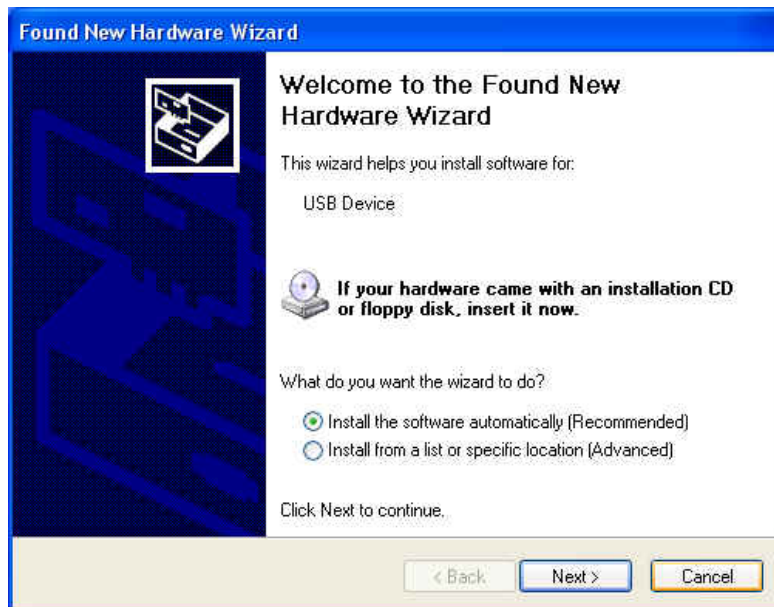 Found New Hardware Wizard
Welcome to the Found New
Hardware Wizard
This wizard helps you install software for:
USB Device
If your hardware came with an installation CD
or floppy disk, insert it now.
What do you want the wizard to do?
Install the software automatically (Recommended)
Install from a list or specific location (Advanced)
Click Next to continue.
< Back
Next >
Cancel